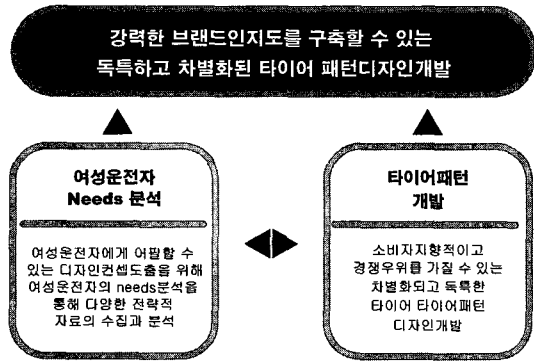 강력한 브랜드인지도를 구축할 수 있는
독특하고 차별화된 타이어 패턴디자인개발
여성운전자
Needs 분석
여성운전자에게 어필할 수
있는 디자인컨셉도출을 위해
여성운전자의 needs분석을
통해 다양한 전략적
자료의 수집과 분석
타이어패턴
개발
소비자지향적이고
경쟁우위를 가질 수 있는
차별화되고 독특한
타이어 타이어패턴
디자인개발